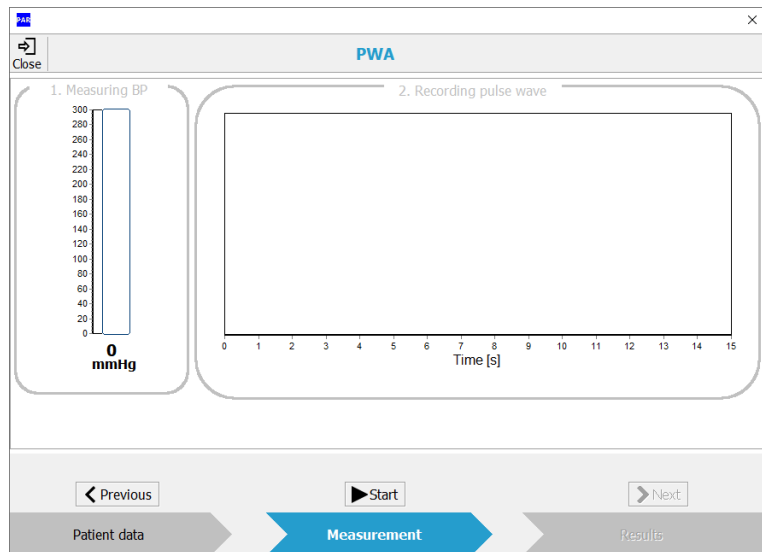 PAR
Close
PWA
1. Measuring BP
2. Recording pulse wave
300
280
260
240
220
200
180
160
140
120
100
80
60
40
20
0
0
mmHg
0 1 2 3 4 5 6 7 8 9 10 11 12 13 14 15
Time [s]
Previous
Start
Next
Patient data
Measurement
Results